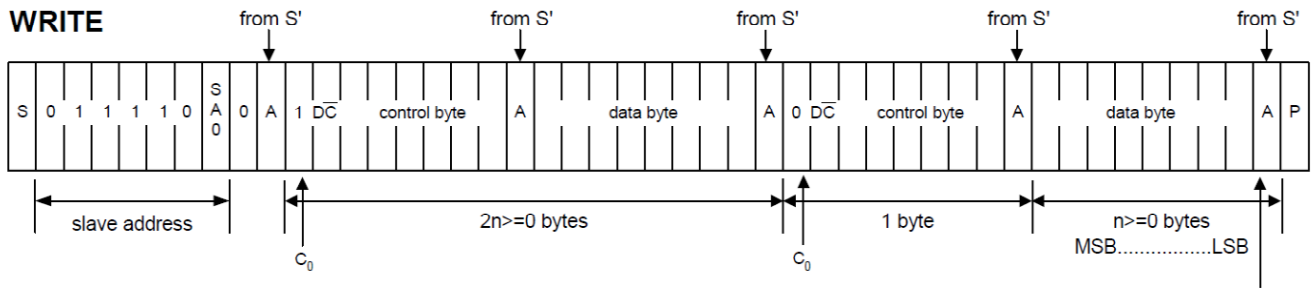 WRITE
from S' from S' from S' from S' from S'
S 0 1 1 1 1 0 SA0 0 A 1 DC̅ control byte A data byte A 0 DC̅ control byte A data byte A P
slave address 2n>=0 bytes 1 byte n>=0 bytes
MSB.................LSB
C₀ C₀